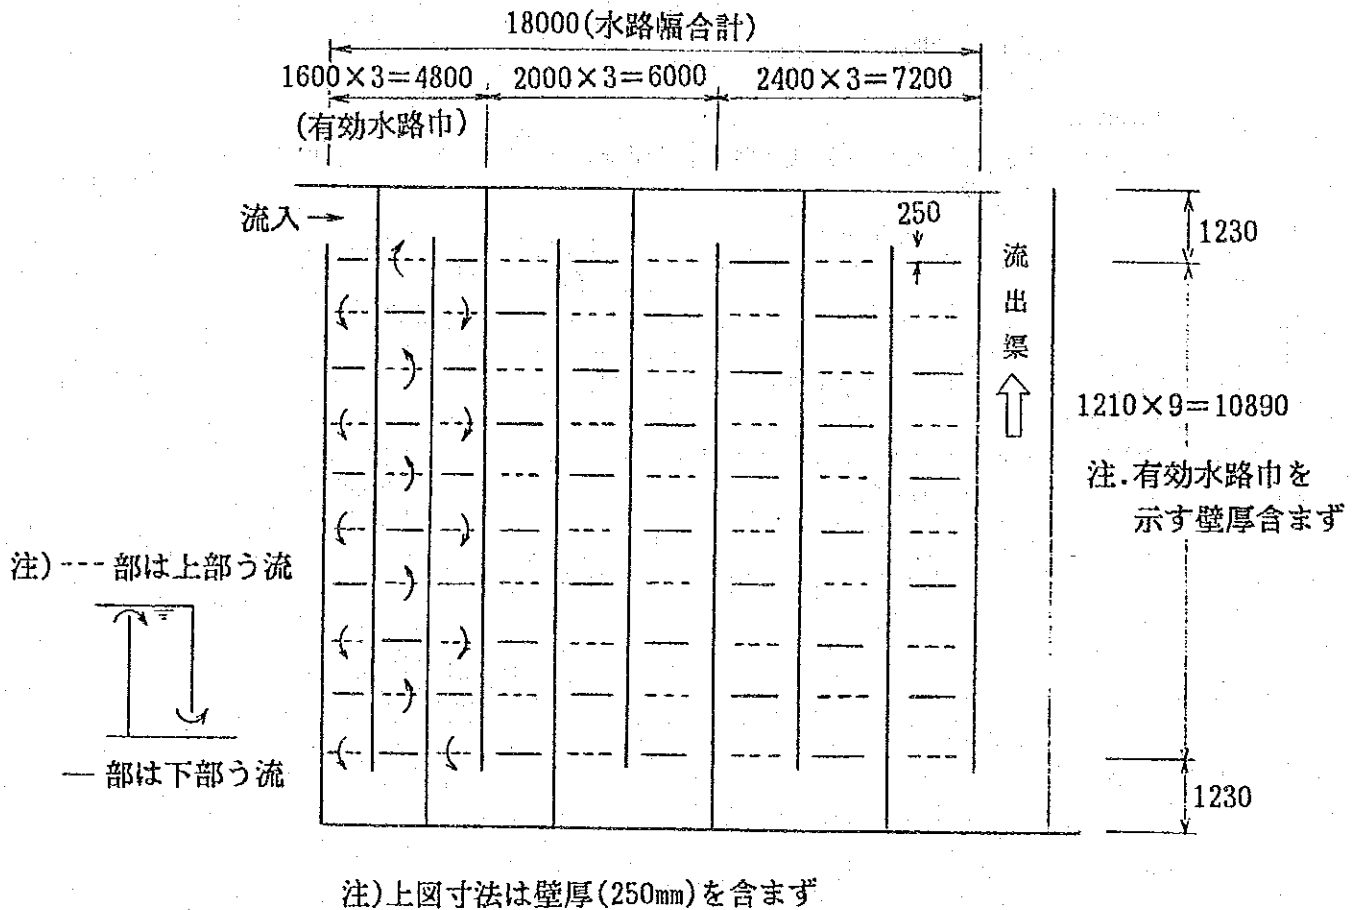 18000(水路幅合計)
1600×3=4800
2000×3=6000
2400×3=7200
(有効水路巾)
流入
250
1230
流出渠
1210×9=10890
注.有効水路巾を
示す壁厚含まず
注)--- 部は上部う流
— 部は下部う流
1230
注)上図寸法は壁厚(250mm)を含まず